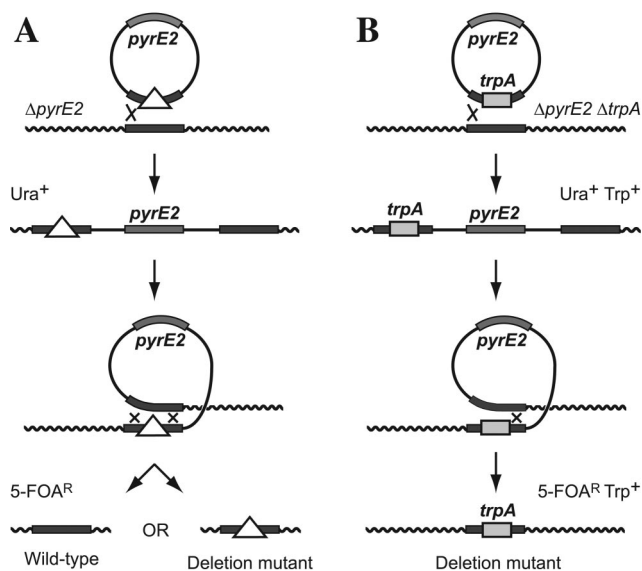 A
pyrE2
ΔpyrE2
Ura⁺
pyrE2
pyrE2
5-FOAᴿ
OR
Wild-type
Deletion mutant
B
pyrE2
trpA
ΔpyrE2 ΔtrpA
Ura⁺ Trp⁺
trpA
pyrE2
pyrE2
5-FOAᴿ Trp⁺
trpA
Deletion mutant